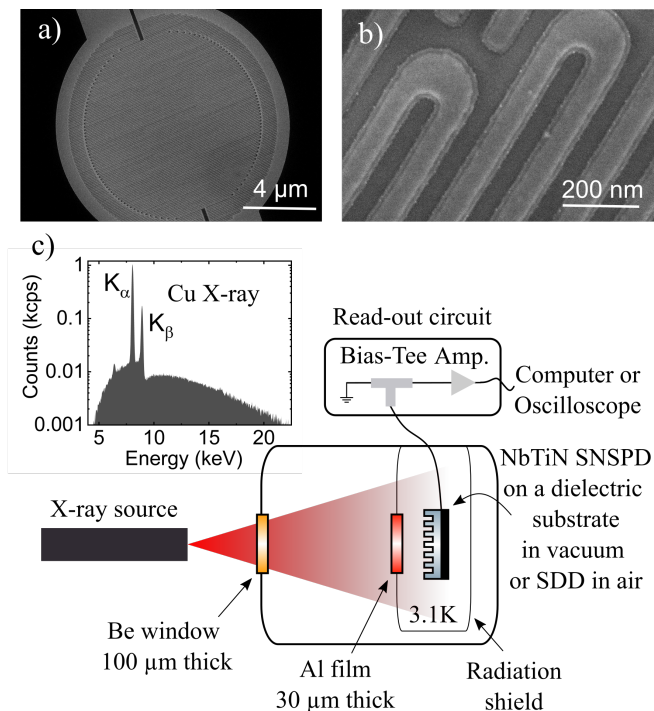 a)
4 µm
b)
200 nm
c)
Counts (kcps)
1
0.1
0.01
0.001
Kα
Kβ
Cu X-ray
5
10
15
20
Energy (keV)
Read-out circuit
Bias-Tee Amp.
Computer or
Oscilloscope
X-ray source
NbTiN SNSPD
on a dielectric
substrate
in vacuum
or SDD in air
3.1K
Be window
100 µm thick
Al film
30 µm thick
Radiation
shield